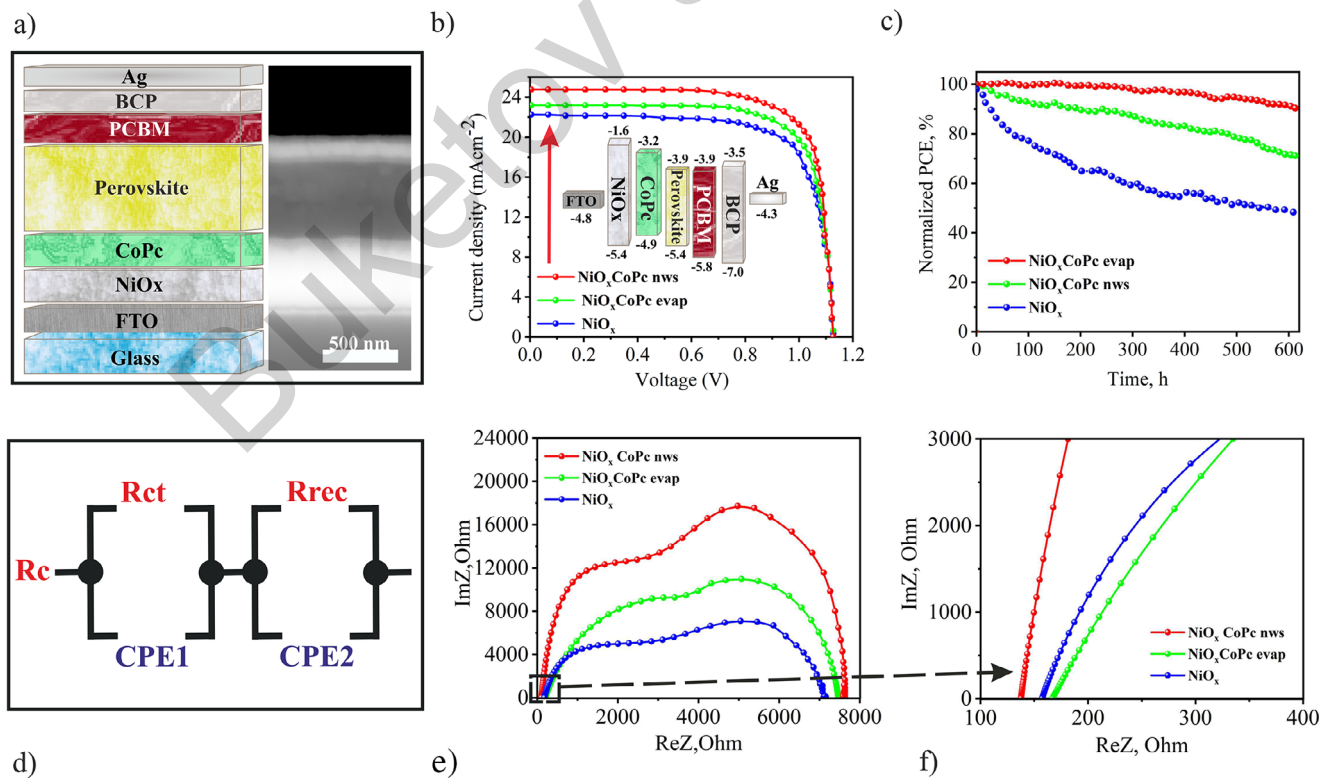 a)
Ag
BCP
PCBM
Perovskite
CoPc
NiOx
FTO
Glass
500 nm
b)
Current density (mAcm⁻²)
24
22
20
16
12
8
4
0
0.0
0.2
0.4
0.6
0.8
1.0
1.2
Voltage (V)
FTO
-4.8
-1.6
NiOx
-5.4
-3.2
CoPc
-4.9
-3.9
Perovskite
-5.4
-3.9
PCBM
-5.8
-3.5
BCP
-7.0
Ag
-4.3
NiOₓCoPc nws
NiOₓCoPc evap
NiOₓ
c)
Normalized PCE, %
100
80
60
40
20
0
0
100
200
300
400
500
600
Time, h
NiOₓCoPc evap
NiOₓCoPc nws
NiOₓ
Buketov
Rc
Rct
CPE1
Rrec
CPE2
d)
ImZ,Ohm
24000
20000
16000
12000
8000
4000
0
0
2000
4000
6000
8000
ReZ,Ohm
NiOₓ CoPc nws
NiOₓCoPc evap
NiOₓ
e)
ImZ, Ohm
3000
2000
1000
0
100
200
300
400
ReZ, Ohm
NiOₓ CoPc nws
NiOₓCoPc evap
NiOₓ
f)